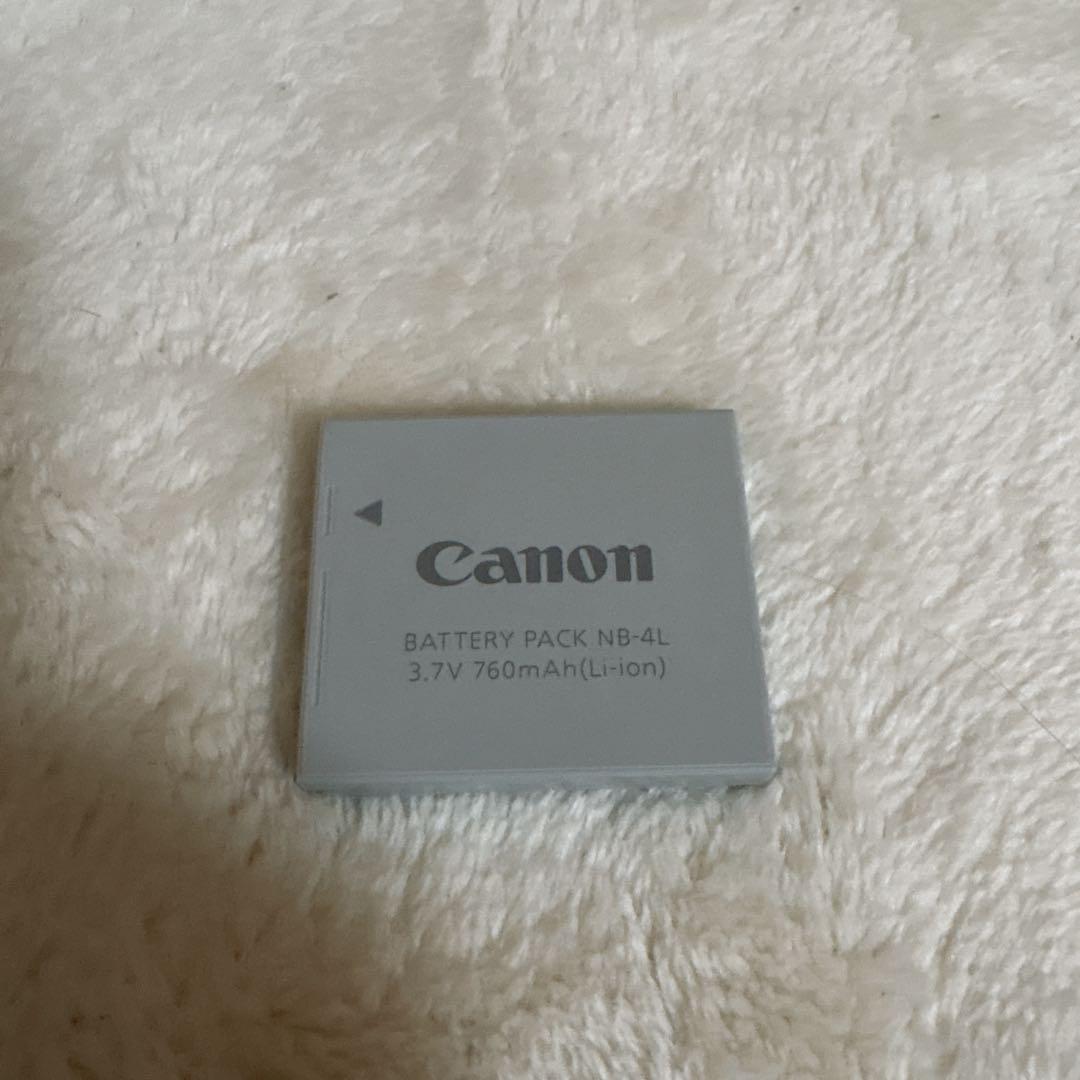 Canon
BATTERY PACK NB-4L
3.7V 760mAh(Li-ion)